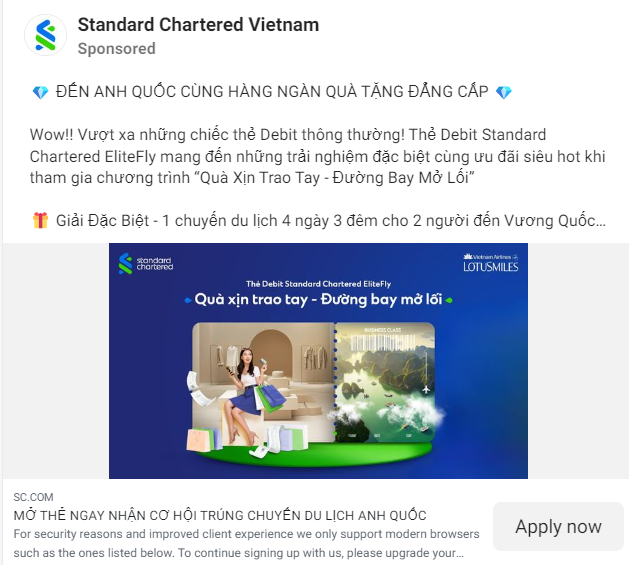 Standard Chartered Vietnam
Sponsored
💎 ĐẾN ANH QUỐC CÙNG HÀNG NGÀN QUÀ TẶNG ĐẲNG CẤP 💎
Wow!! Vượt xa những chiếc thẻ Debit thông thường! Thẻ Debit Standard
Chartered EliteFly mang đến những trải nghiệm đặc biệt cùng ưu đãi siêu hot khi
tham gia chương trình “Quà Xịn Trao Tay - Đường Bay Mở Lối”
🎁 Giải Đặc Biệt - 1 chuyến du lịch 4 ngày 3 đêm cho 2 người đến Vương Quốc...
standard
chartered
Vietnam Airlines
LOTUSMILES
Thẻ Debit Standard Chartered EliteFly
Quà xịn trao tay - Đường bay mở lối
BUSINESS CLASS
SC.COM
MỞ THẺ NGAY NHẬN CƠ HỘI TRÚNG CHUYẾN DU LỊCH ANH QUỐC
For security reasons and improved client experience we only support modern browsers
such as the ones listed below. To continue signing up with us, please upgrade your...
Apply now